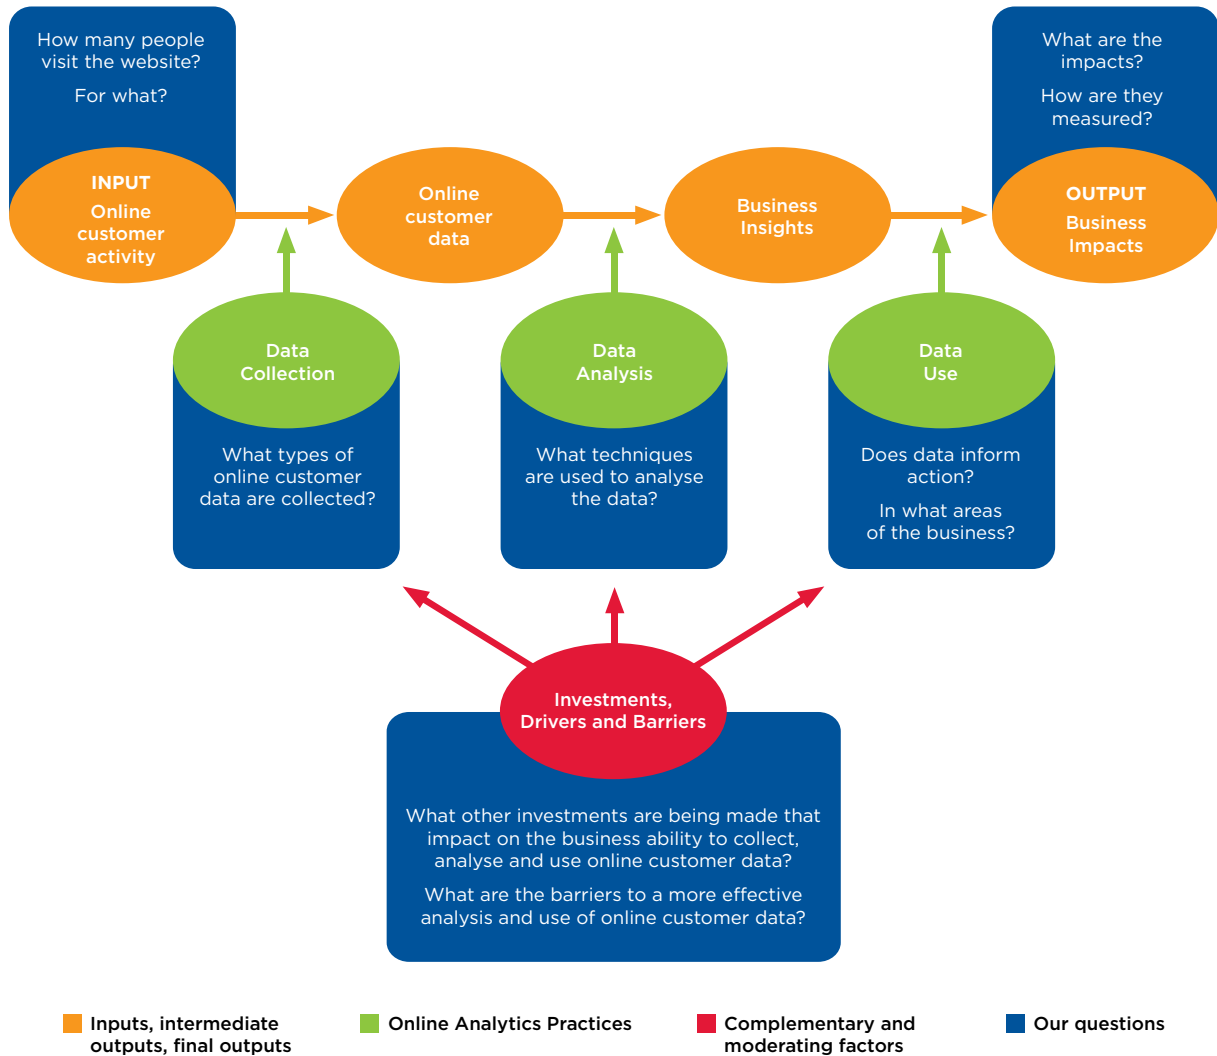 How many people
visit the website?
For what?
What are the
impacts?
How are they
measured?
INPUT
Online
customer
activity
Online
customer
data
Business
Insights
OUTPUT
Business
Impacts
Data
Collection
Data
Analysis
Data
Use
What types of
online customer
data are collected?
What techniques
are used to analyse
the data?
Does data inform
action?
In what areas
of the business?
Investments,
Drivers and Barriers
What other investments are being made that
impact on the business ability to collect,
analyse and use online customer data?
What are the barriers to a more effective
analysis and use of online customer data?
Inputs, intermediate
outputs, final outputs
Online Analytics Practices
Complementary and
moderating factors
Our questions